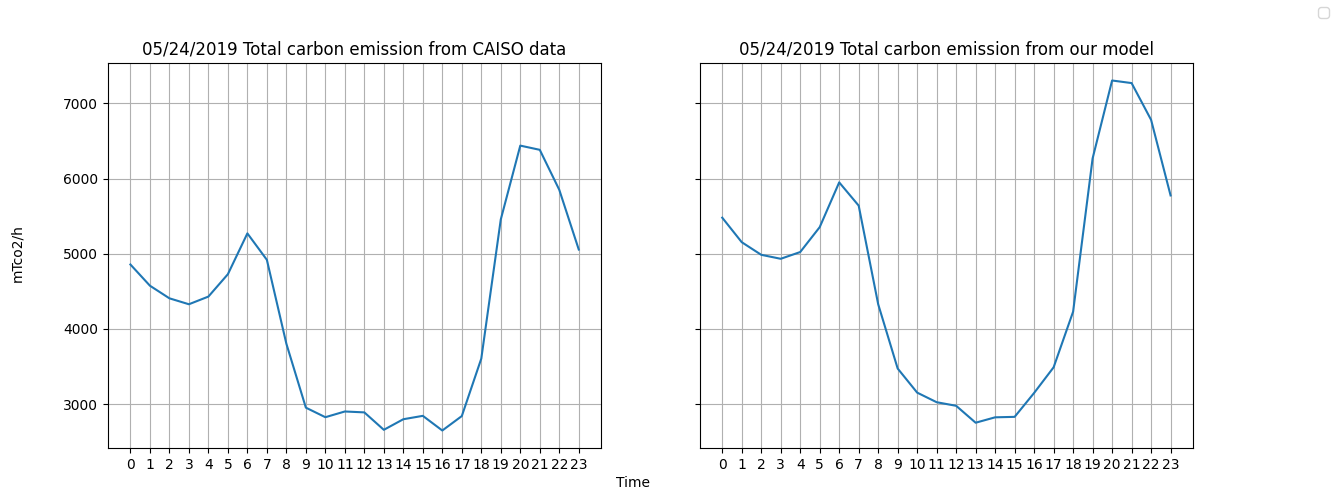 05/24/2019 Total carbon emission from CAISO data
05/24/2019 Total carbon emission from our model
7000
6000
5000
4000
3000
mTco2/h
0 1 2 3 4 5 6 7 8 9 10 11 12 13 14 15 16 17 18 19 20 21 22 23
0 1 2 3 4 5 6 7 8 9 10 11 12 13 14 15 16 17 18 19 20 21 22 23
Time